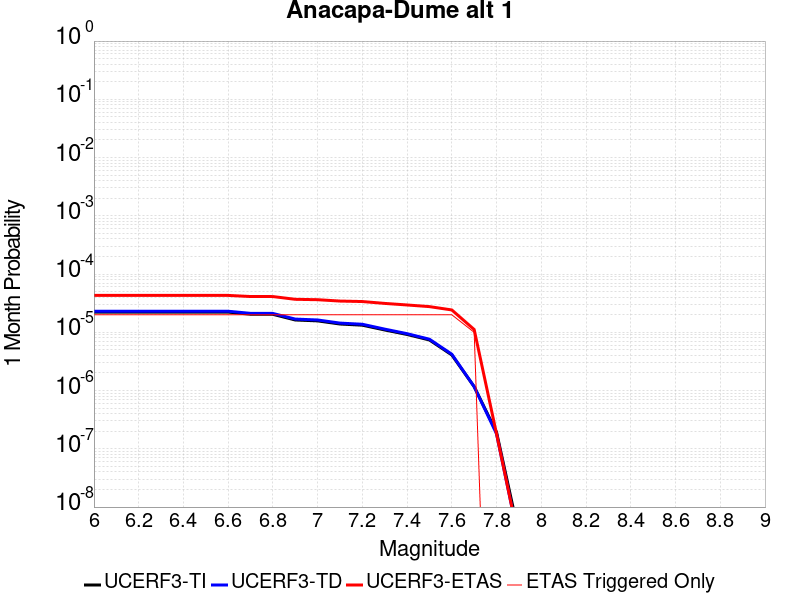 Anacapa-Dume alt 1
10^0
10^-1
10^-2
10^-3
10^-4
10^-5
10^-6
10^-7
10^-8
1 Month Probability
6 6.2 6.4 6.6 6.8 7 7.2 7.4 7.6 7.8 8 8.2 8.4 8.6 8.8 9
Magnitude
UCERF3-TI UCERF3-TD UCERF3-ETAS ETAS Triggered Only